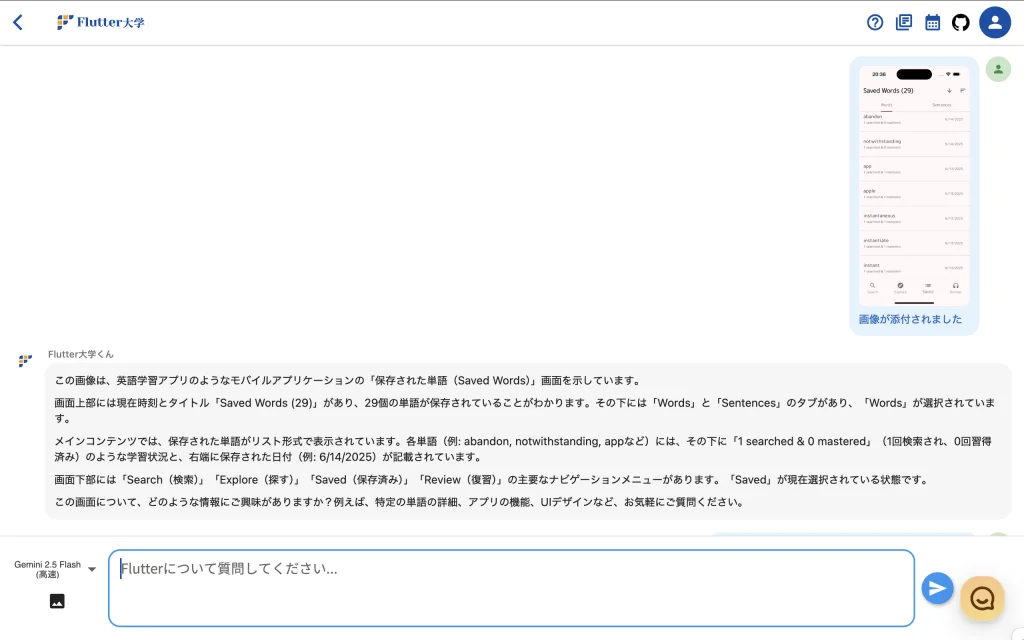 Flutter大学
20:36
Saved Words (29)
Words
Sentences
abandon
1 searched & 0 mastered
6/14/2025
notwithstanding
1 searched & 0 mastered
app
1 searched & 0 mastered
apple
1 searched & 0 mastered
instantaneous
1 searched & 0 mastered
instantiate
1 searched & 0 mastered
instant
1 searched & 0 mastered
Search
Explore
Saved
Review
画像が添付されました
Flutter大学くん
この画像は、英語学習アプリのようなモバイルアプリケーションの「保存された単語（Saved Words）」画面を示しています。
画面上部には現在時刻とタイトル「Saved Words (29)」があり、29個の単語が保存されていることがわかります。その下には「Words」と「Sentences」のタブがあり、「Words」が選択されていま
す。
メインコンテンツでは、保存された単語がリスト形式で表示されています。各単語（例: abandon, notwithstanding, appなど）には、その下に「1 searched & 0 mastered」（1回検索され、0回習得
済み）のような学習状況と、右端に保存された日付（例: 6/14/2025）が記載されています。
画面下部には「Search（検索）」「Explore（探す）」「Saved（保存済み）」「Review（復習）」の主要なナビゲーションメニューがあります。「Saved」が現在選択されている状態です。
この画面について、どのような情報にご興味がありますか？例えば、特定の単語の詳細、アプリの機能、UIデザインなど、お気軽にご質問ください。
Gemini 2.5 Flash
(高速)
Flutterについて質問してください...